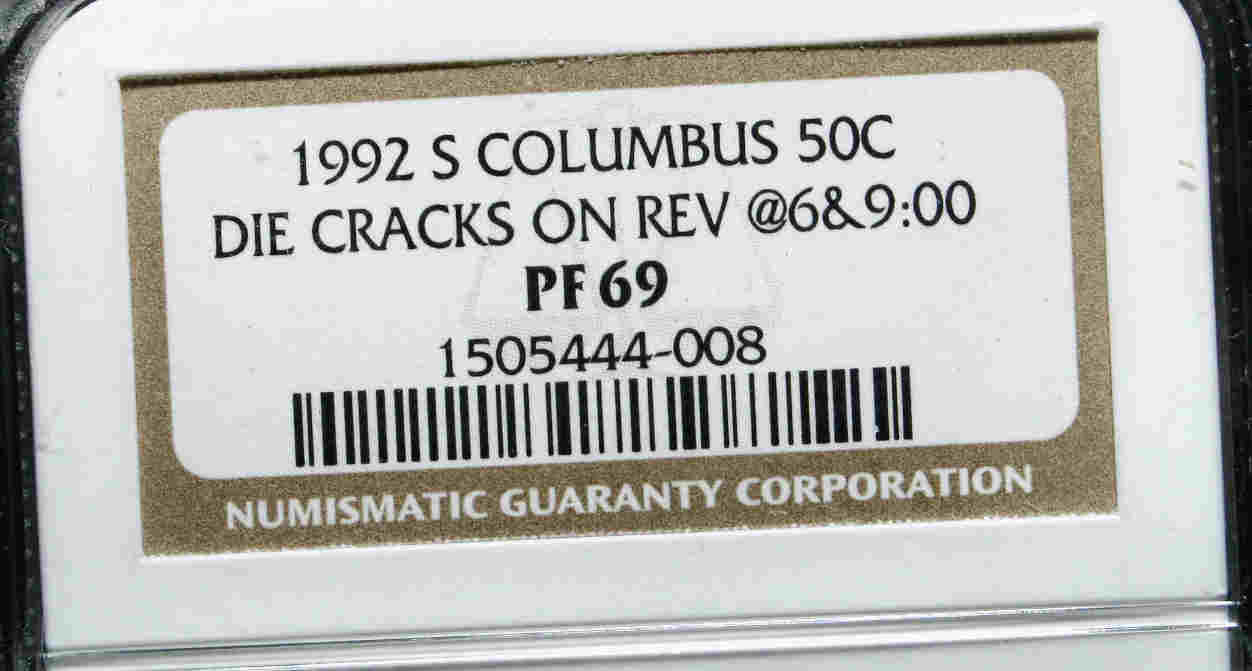 1992 S COLUMBUS 50C
DIE CRACKS ON REV @6&9:00
PF 69
1505444-008
NUMISMATIC GUARANTY CORPORATION